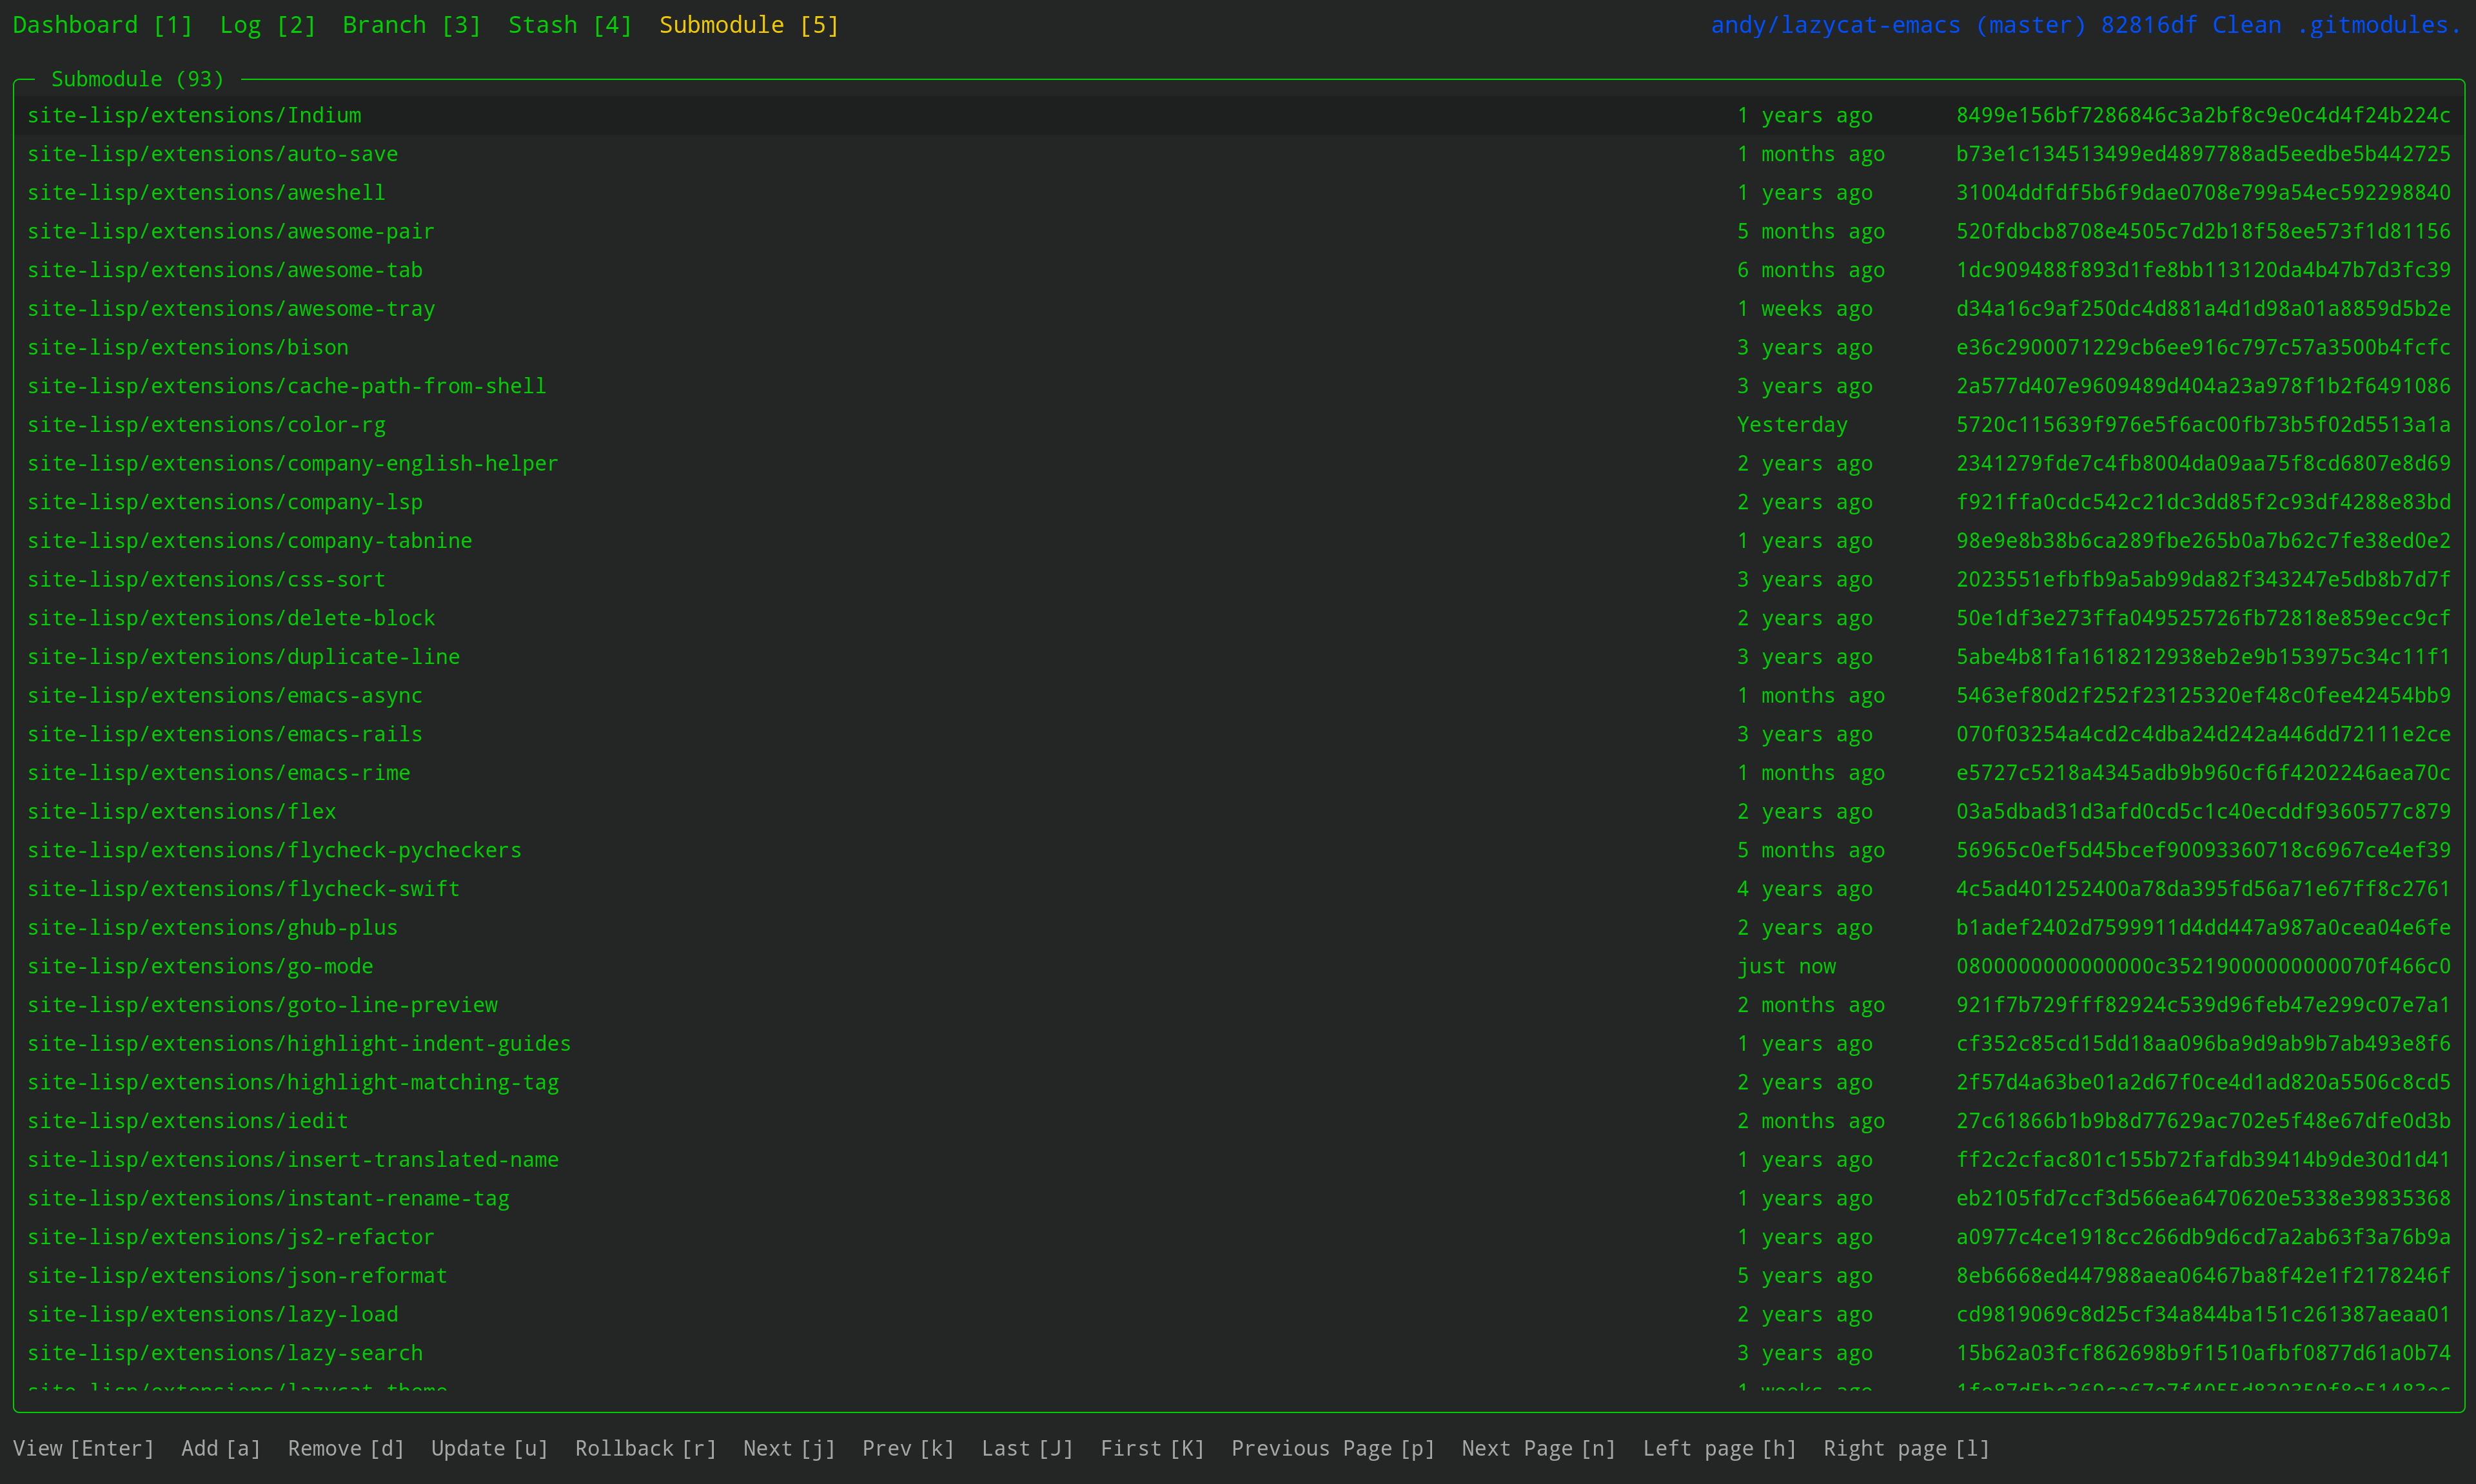 Dashboard [1] Log [2] Branch [3] Stash [4] Submodule [5] andy/lazycat-emacs (master) 82816df Clean .gitmodules.
Submodule (93)
site-lisp/extensions/Indium 1 years ago 8499e156bf7286846c3a2bf8c9e0c4d4f24b224c
site-lisp/extensions/auto-save 1 months ago b73e1c134513499ed4897788ad5eedbe5b442725
site-lisp/extensions/aweshell 1 years ago 31004ddfdf5b6f9dae0708e799a54ec592298840
site-lisp/extensions/awesome-pair 5 months ago 520fdbcb8708e4505c7d2b18f58ee573f1d81156
site-lisp/extensions/awesome-tab 6 months ago 1dc909488f893d1fe8bb113120da4b47b7d3fc39
site-lisp/extensions/awesome-tray 1 weeks ago d34a16c9af250dc4d881a4d1d98a01a8859d5b2e
site-lisp/extensions/bison 3 years ago e36c2900071229cb6ee916c797c57a3500b4fcfc
site-lisp/extensions/cache-path-from-shell 3 years ago 2a577d407e9609489d404a23a978f1b2f6491086
site-lisp/extensions/color-rg Yesterday 5720c115639f976e5f6ac00fb73b5f02d5513a1a
site-lisp/extensions/company-english-helper 2 years ago 2341279fde7c4fb8004da09aa75f8cd6807e8d69
site-lisp/extensions/company-lsp 2 years ago f921ffa0cdc542c21dc3dd85f2c93df4288e83bd
site-lisp/extensions/company-tabnine 1 years ago 98e9e8b38b6ca289fbe265b0a7b62c7fe38ed0e2
site-lisp/extensions/css-sort 3 years ago 2023551efbfb9a5ab99da82f343247e5db8b7d7f
site-lisp/extensions/delete-block 2 years ago 50e1df3e273ffa049525726fb72818e859ecc9cf
site-lisp/extensions/duplicate-line 3 years ago 5abe4b81fa1618212938eb2e9b153975c34c11f1
site-lisp/extensions/emacs-async 1 months ago 5463ef80d2f252f23125320ef48c0fee42454bb9
site-lisp/extensions/emacs-rails 3 years ago 070f03254a4cd2c4dba24d242a446dd72111e2ce
site-lisp/extensions/emacs-rime 1 months ago e5727c5218a4345adb9b960cf6f4202246aea70c
site-lisp/extensions/flex 2 years ago 03a5dbad31d3afd0cd5c1c40ecddf9360577c879
site-lisp/extensions/flycheck-pycheckers 5 months ago 56965c0ef5d45bcef90093360718c6967ce4ef39
site-lisp/extensions/flycheck-swift 4 years ago 4c5ad401252400a78da395fd56a71e67ff8c2761
site-lisp/extensions/ghub-plus 2 years ago b1adef2402d7599911d4dd447a987a0cea04e6fe
site-lisp/extensions/go-mode just now 0800000000000000c35219000000000070f466c0
site-lisp/extensions/goto-line-preview 2 months ago 921f7b729fff82924c539d96feb47e299c07e7a1
site-lisp/extensions/highlight-indent-guides 1 years ago cf352c85cd15dd18aa096ba9d9ab9b7ab493e8f6
site-lisp/extensions/highlight-matching-tag 2 years ago 2f57d4a63be01a2d67f0ce4d1ad820a5506c8cd5
site-lisp/extensions/iedit 2 months ago 27c61866b1b9b8d77629ac702e5f48e67dfe0d3b
site-lisp/extensions/insert-translated-name 1 years ago ff2c2cfac801c155b72fafdb39414b9de30d1d41
site-lisp/extensions/instant-rename-tag 1 years ago eb2105fd7ccf3d566ea6470620e5338e39835368
site-lisp/extensions/js2-refactor 1 years ago a0977c4ce1918cc266db9d6cd7a2ab63f3a76b9a
site-lisp/extensions/json-reformat 5 years ago 8eb6668ed447988aea06467ba8f42e1f2178246f
site-lisp/extensions/lazy-load 2 years ago cd9819069c8d25cf34a844ba151c261387aeaa01
site-lisp/extensions/lazy-search 3 years ago 15b62a03fcf862698b9f1510afbf0877d61a0b74
site-lisp/extensions/lazycat-theme 1 weeks ago
View [Enter] Add [a] Remove [d] Update [u] Rollback [r] Next [j] Prev [k] Last [J] First [K] Previous Page [p] Next Page [n] Left page [h] Right page [l]